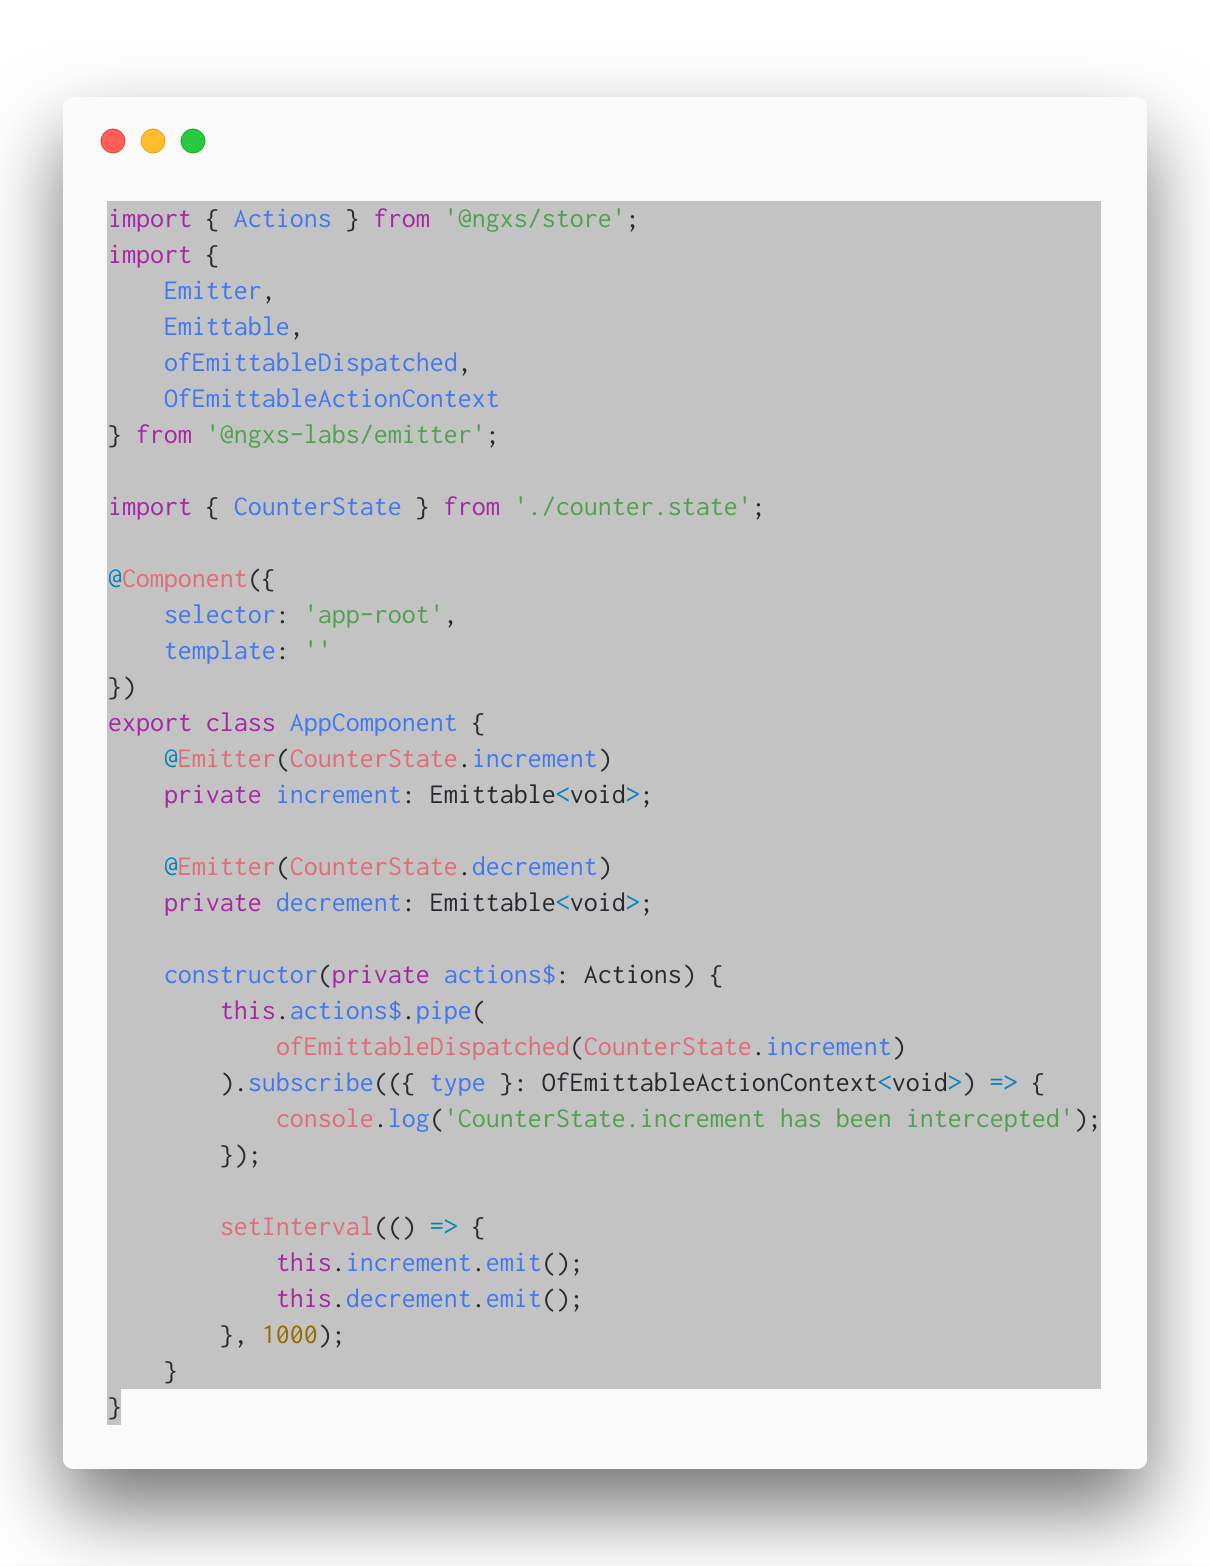 import { Actions } from '@ngxs/store';
import {
    Emitter,
    Emittable,
    ofEmittableDispatched,
    OfEmittableActionContext
} from '@ngxs-labs/emitter';

import { CounterState } from './counter.state';

@Component({
    selector: 'app-root',
    template: ''
})
export class AppComponent {
    @Emitter(CounterState.increment)
    private increment: Emittable<void>;

    @Emitter(CounterState.decrement)
    private decrement: Emittable<void>;

    constructor(private actions$: Actions) {
        this.actions$.pipe(
            ofEmittableDispatched(CounterState.increment)
        ).subscribe(({ type }: OfEmittableActionContext<void>) => {
            console.log('CounterState.increment has been intercepted');
        });

        setInterval(() => {
            this.increment.emit();
            this.decrement.emit();
        }, 1000);
    }
}